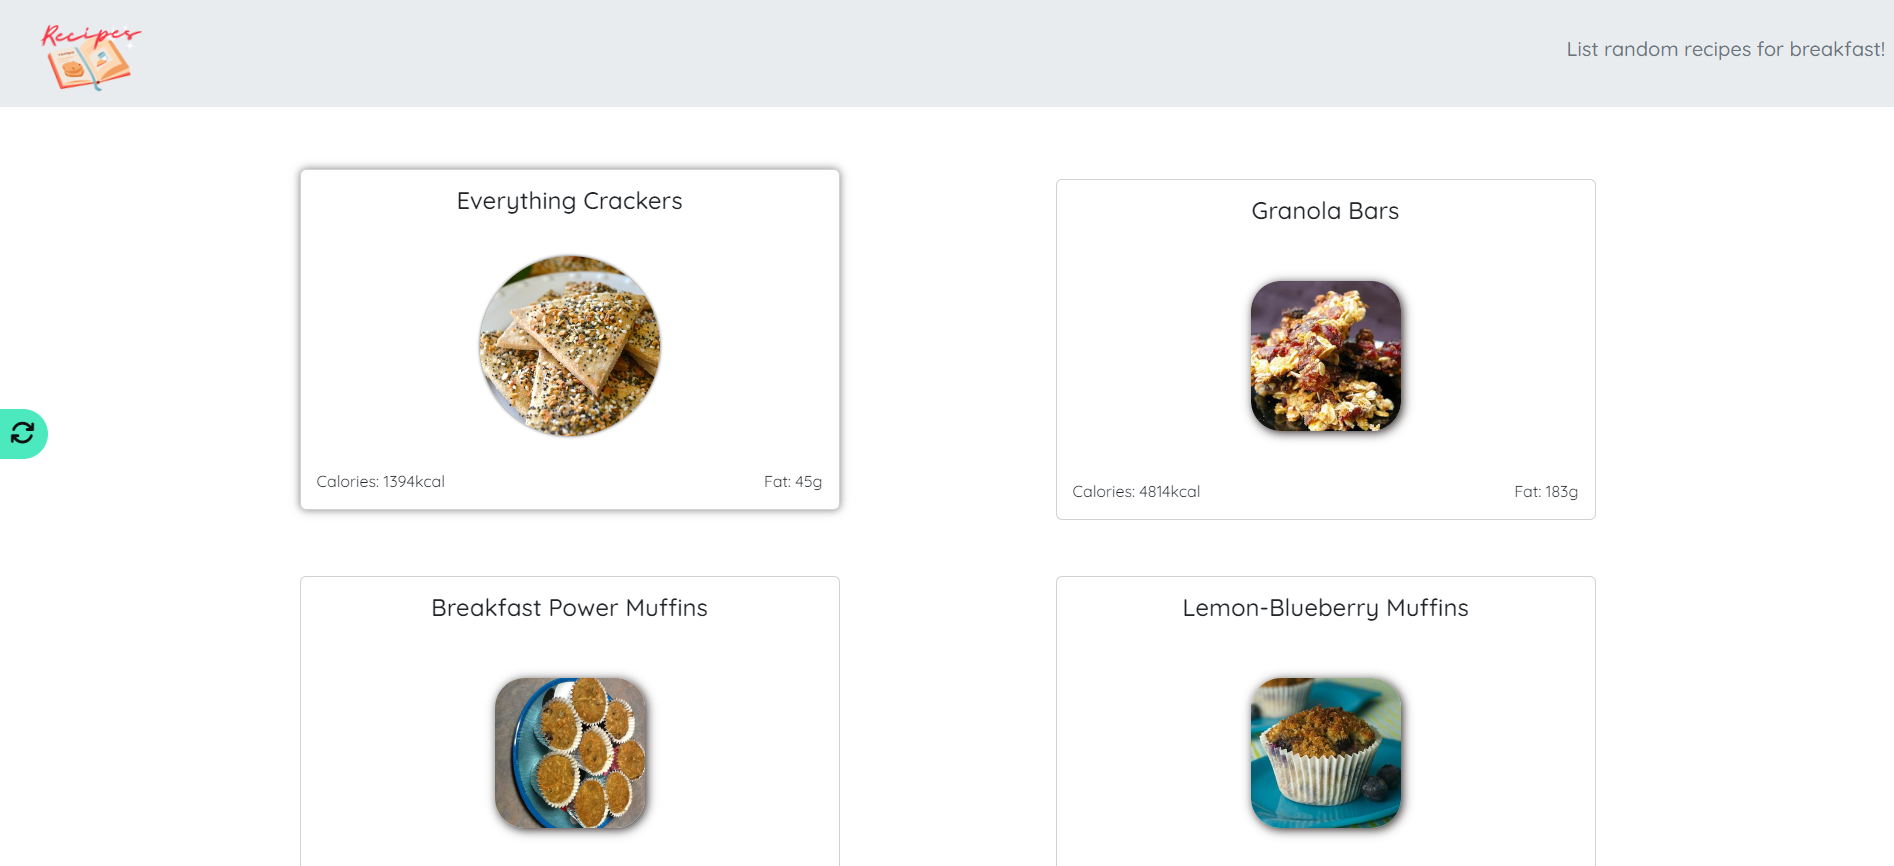 Recipes
List random recipes for breakfast!
Everything Crackers
Calories: 1394kcal
Fat: 45g
Granola Bars
Calories: 4814kcal
Fat: 183g
Breakfast Power Muffins
Lemon-Blueberry Muffins